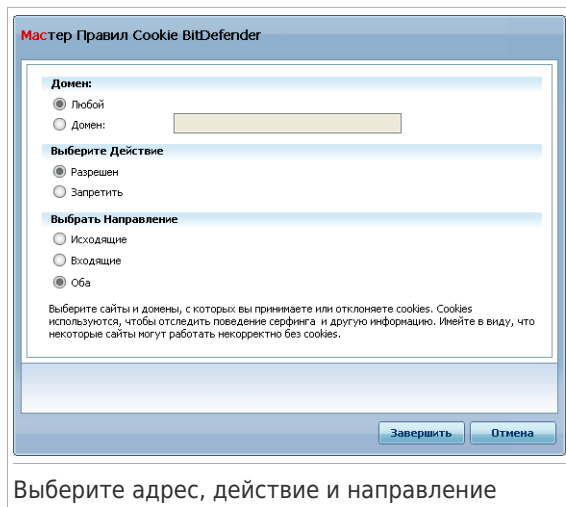 Мастер Правил Cookie BitDefender
Домен:
Любой
Домен:
Выберите Действие
Разрешен
Запретить
Выбрать Направление
Исходящие
Входящие
Оба
Выберите сайты и домены, с которых вы принимаете или отклоняете cookies. Cookies
используются, чтобы отследить поведение серфинга и другую информацию. Имейте в виду, что
некоторые сайты могут работать некорректно без cookies.
Завершить
Отмена
Выберите адрес, действие и направление